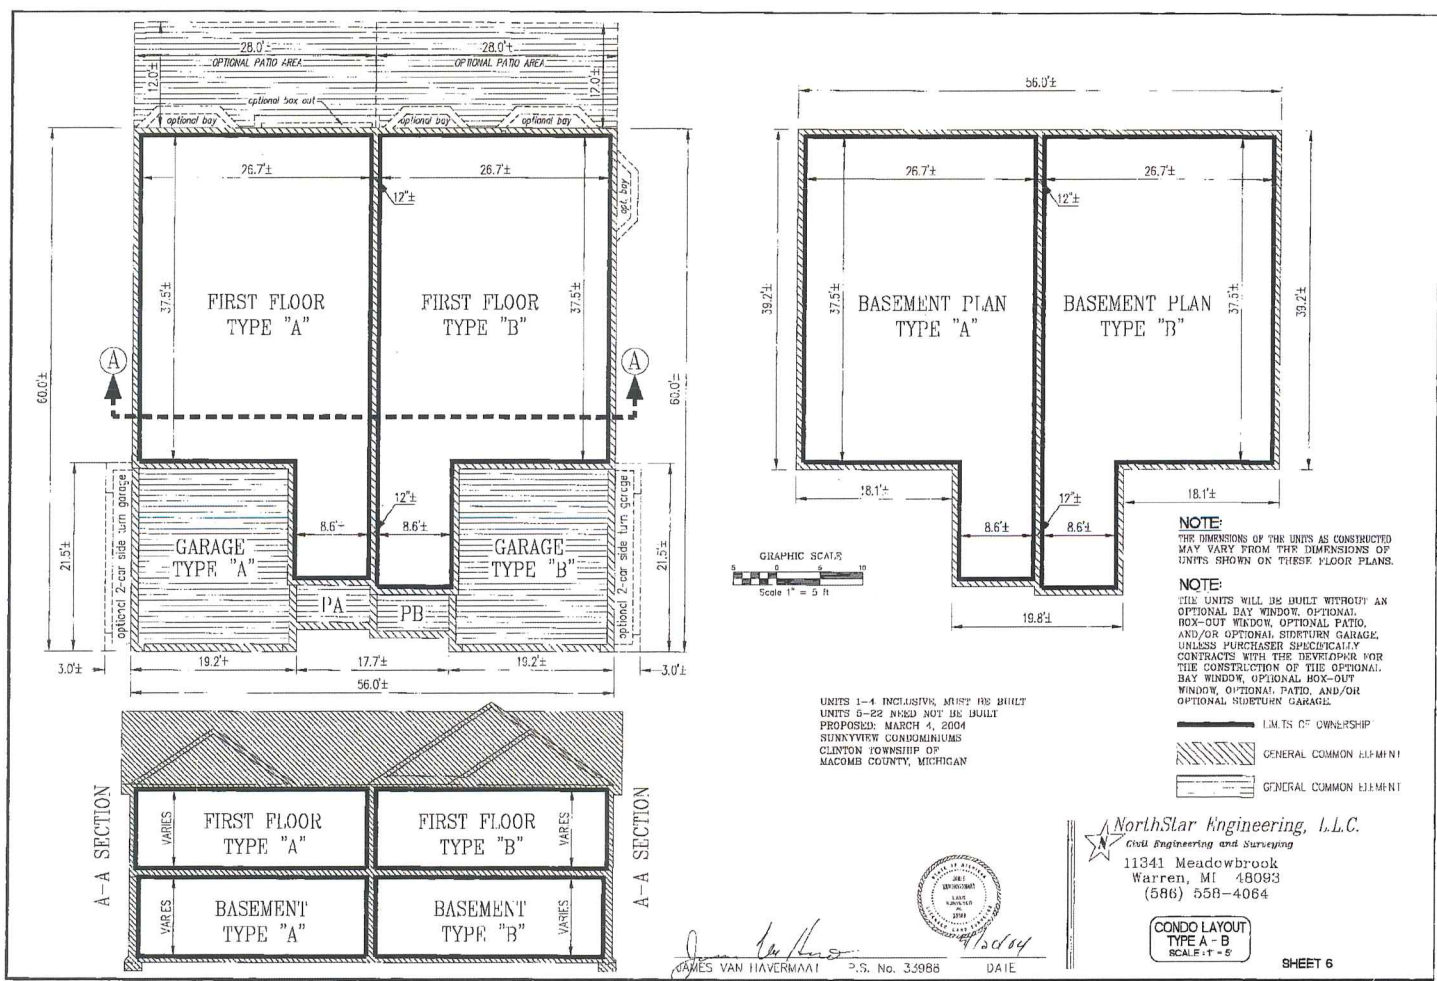 28.0'±
28.0'±
OPTIONAL PATIO AREA
OPTIONAL PATIO AREA
12.0'±
12.0'±
optional box out
optional bay
optional bay
optional bay
opt. bay
26.7'±
26.7'±
12"±
37.5'±
37.5'±
FIRST FLOOR
TYPE "A"
FIRST FLOOR
TYPE "B"
A
A
60.0'±
60.0'±
12"±
8.6'±
8.6'±
GARAGE
TYPE "A"
GARAGE
TYPE "B"
optional 2-car side turn garage
optional 2-car side turn garage
21.5'±
21.5'±
PA
PB
3.0'±
19.2'±
17.7'±
19.2'±
3.0'±
56.0'±
56.0'±
26.7'±
26.7'±
12"±
39.2'±
37.5'±
37.5'±
39.2'±
BASEMENT PLAN
TYPE "A"
BASEMENT PLAN
TYPE "B"
18.1'±
18.1'±
12"±
8.6'±
8.6'±
19.8'±
GRAPHIC SCALE
5 0 5 10
Scale 1" = 5 ft
NOTE:
THE DIMENSIONS OF THE UNITS AS CONSTRUCTED
MAY VARY FROM THE DIMENSIONS OF
UNITS SHOWN ON THESE FLOOR PLANS.
NOTE:
THE UNITS WILL BE BUILT WITHOUT AN
OPTIONAL BAY WINDOW, OPTIONAL
BOX-OUT WINDOW, OPTIONAL PATIO,
AND/OR OPTIONAL SIDETURN GARAGE,
UNLESS PURCHASER SPECIFICALLY
CONTRACTS WITH THE DEVELOPER FOR
THE CONSTRUCTION OF THE OPTIONAL
BAY WINDOW, OPTIONAL BOX-OUT
WINDOW, OPTIONAL PATIO, AND/OR
OPTIONAL SIDETURN GARAGE.
LIMITS OF OWNERSHIP
GENERAL COMMON ELEMENT
GENERAL COMMON ELEMENT
UNITS 1-4 INCLUSIVE, MUST BE BUILT
UNITS 5-22 NEED NOT BE BUILT
PROPOSED: MARCH 4, 2004
SUNNYVIEW CONDOMINIUMS
CLINTON TOWNSHIP OF
MACOMB COUNTY, MICHIGAN
A-A SECTION
VARIES
FIRST FLOOR
TYPE "A"
FIRST FLOOR
TYPE "B"
VARIES
VARIES
BASEMENT
TYPE "A"
BASEMENT
TYPE "B"
VARIES
A-A SECTION
N
NorthStar Engineering, L.L.C.
Civil Engineering and Surveying
11341 Meadowbrook
Warren, MI 48093
(586) 558-4064
JAMES VAN HAVERMAAT P.S. No. 33988 DATE
CONDO LAYOUT
TYPE A - B
SCALE: 1" = 5'
SHEET 6